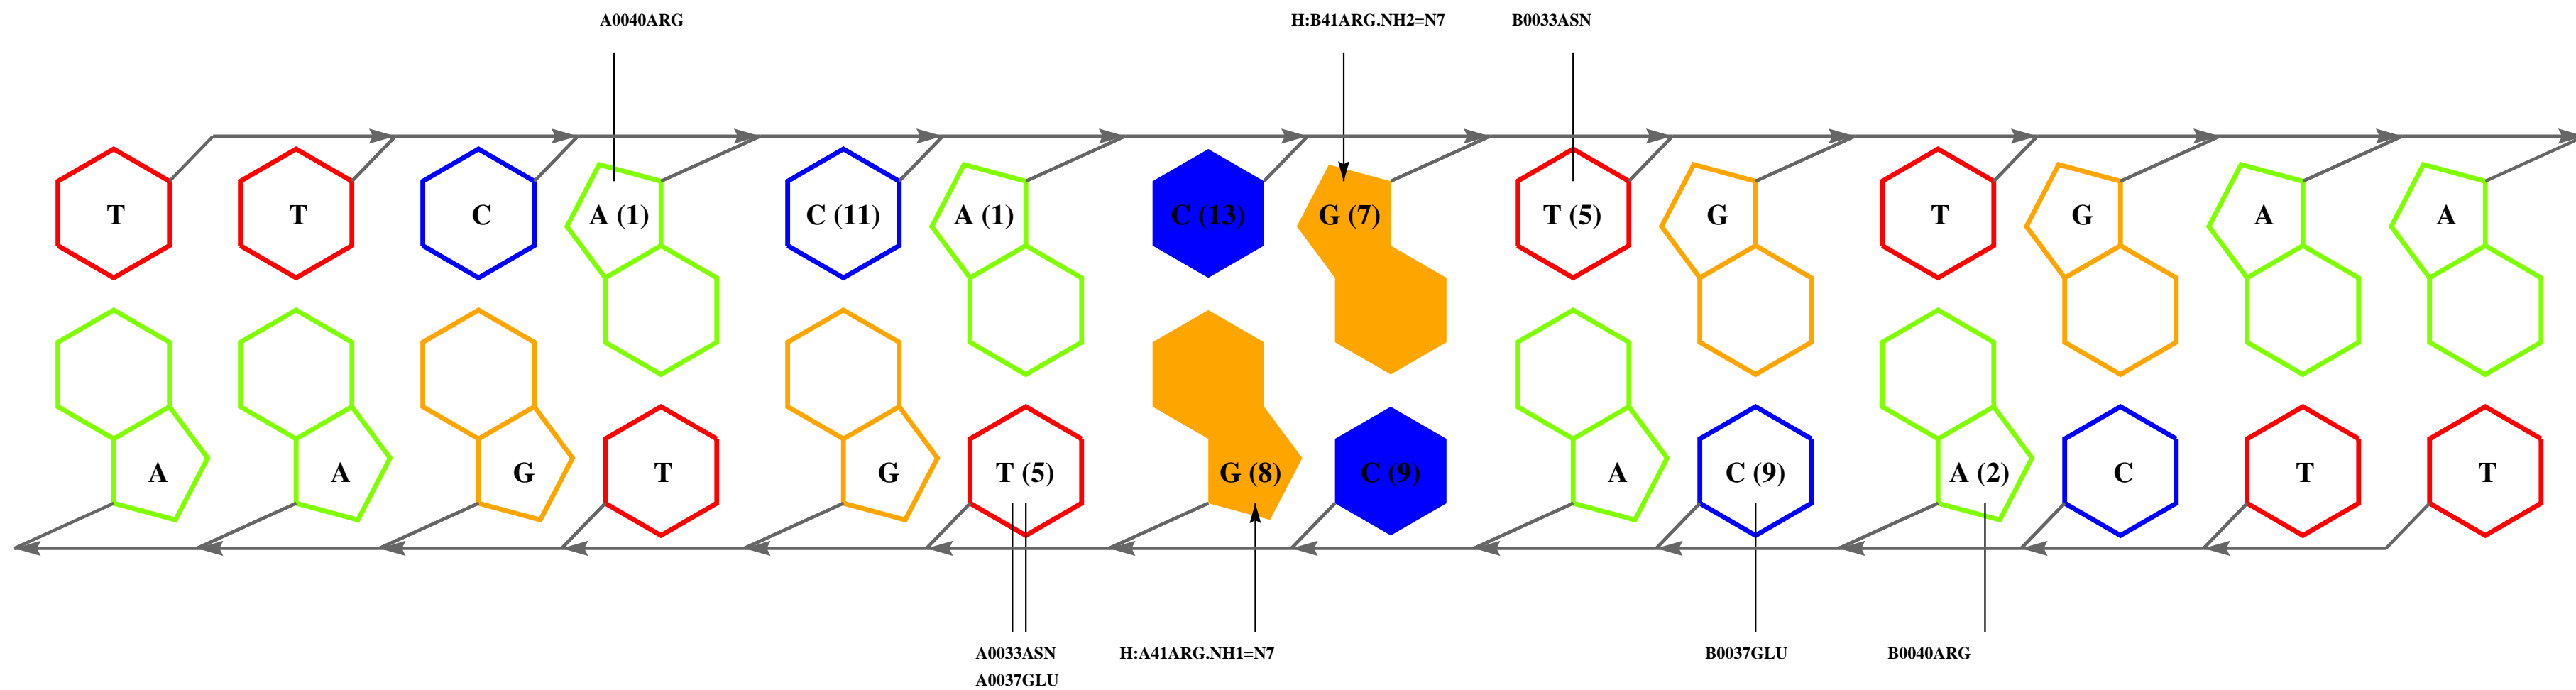 A0040ARG H:B41ARG.NH2=N7 B0033ASN
T T C A (1) C (11) A (1) C (13) G (7) T (5) G T G A A
A A G T G T (5) G (8) C (9) A C (9) A (2) C T T
A0033ASN H:A41ARG.NH1=N7 B0037GLU B0040ARG
A0037GLU